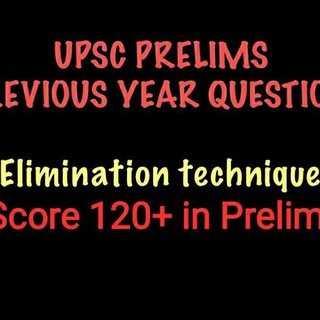 UPSC PRELIMS
REVIOUS YEAR QUESTIO
Elimination technique
Score 120+ in Prelim